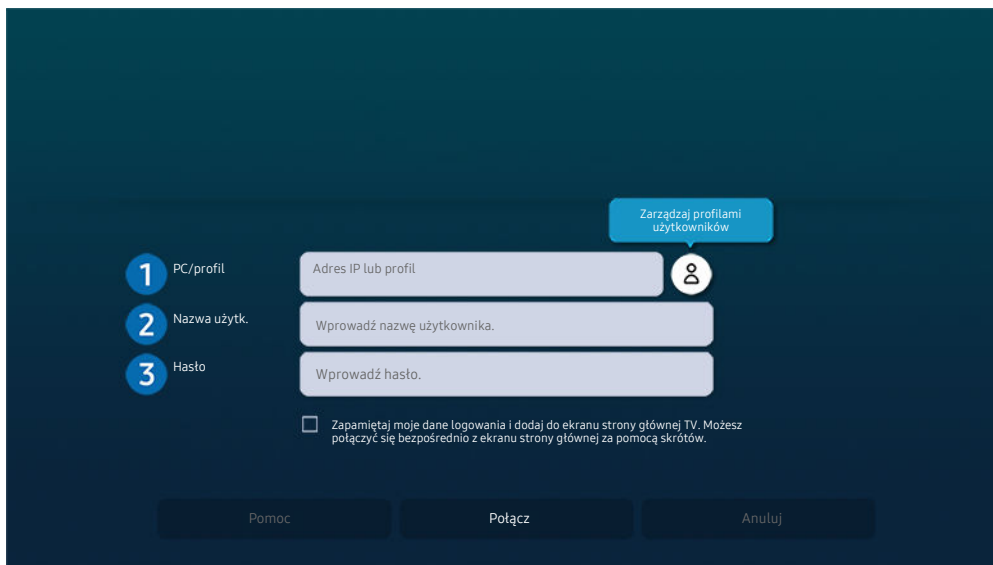 Zarządzaj profilami
użytkowników
1 PC/profil Adres IP lub profil
2 Nazwa użytk. Wprowadź nazwę użytkownika.
3 Hasło Wprowadź hasło.
Zapamiętaj moje dane logowania i dodaj do ekranu strony głównej TV. Możesz
połączyć się bezpośrednio z ekranu strony głównej za pomocą skrótów.
Pomoc Połącz Anuluj